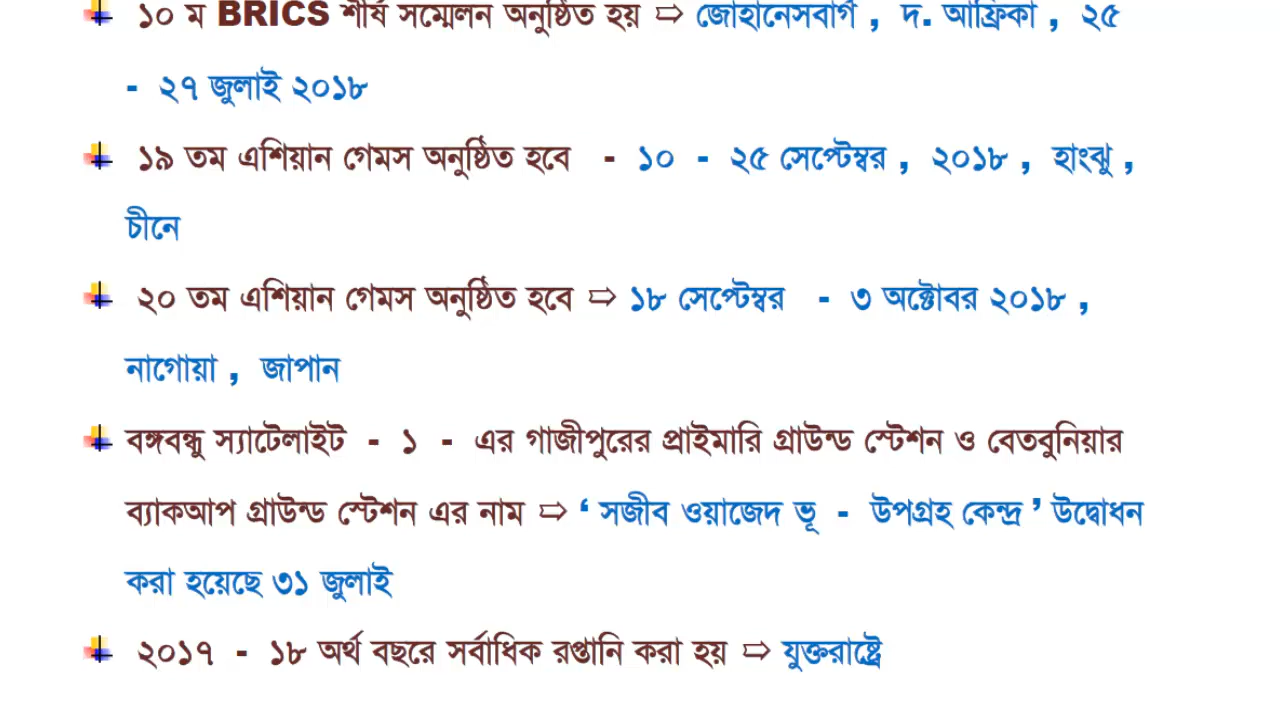 ১০ ম BRICS শীর্ষ সম্মেলন অনুষ্ঠিত হয় ⇨ জোহানেসবার্গ , দ. আফ্রিকা , ২৫
- ২৭ জুলাই ২০১৮
১৯ তম এশিয়ান গেমস অনুষ্ঠিত হবে - ১০ - ২৫ সেপ্টেম্বর , ২০১৮ , হাংঝু ,
চীনে
২০ তম এশিয়ান গেমস অনুষ্ঠিত হবে ⇨ ১৮ সেপ্টেম্বর - ৩ অক্টোবর ২০১৮ ,
নাগোয়া , জাপান
বঙ্গবন্ধু স্যাটেলাইট - ১ - এর গাজীপুরের প্রাইমারি গ্রাউন্ড স্টেশন ও বেতবুনিয়ার
ব্যাকআপ গ্রাউন্ড স্টেশন এর নাম ⇨ ‘ সজীব ওয়াজেদ ভূ - উপগ্রহ কেন্দ্র ’ উদ্বোধন
করা হয়েছে ৩১ জুলাই
২০১৭ - ১৮ অর্থ বছরে সর্বাধিক রপ্তানি করা হয় ⇨ যুক্তরাষ্ট্রে